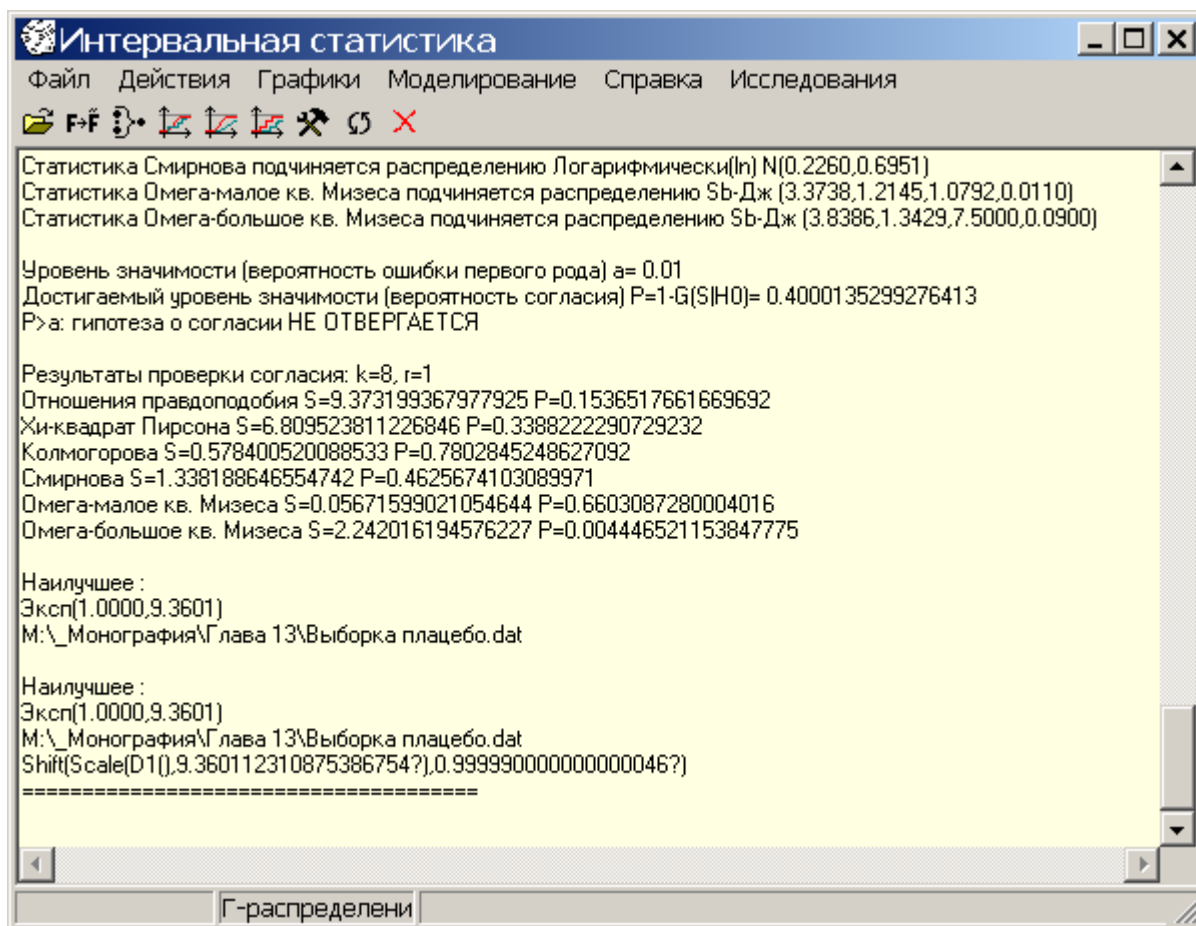 Интервальная статистика
Файл Действия Графики Моделирование Справка Исследования
F→F̃
Статистика Смирнова подчиняется распределению Логарифмически(ln) N(0.2260,0.6951)
Статистика Омега-малое кв. Мизеса подчиняется распределению Sb-Дж (3.3738,1.2145,1.0792,0.0110)
Статистика Омега-большое кв. Мизеса подчиняется распределению Sb-Дж (3.8386,1.3429,7.5000,0.0900)
Уровень значимости (вероятность ошибки первого рода) a= 0.01
Достигаемый уровень значимости (вероятность согласия) P=1-G(S|H0)= 0.4000135299276413
P>a: гипотеза о согласии НЕ ОТВЕРГАЕТСЯ
Результаты проверки согласия: k=8, r=1
Отношения правдоподобия S=9.373199367977925 P=0.1536517661669692
Хи-квадрат Пирсона S=6.809523811226846 P=0.3388222290729232
Колмогорова S=0.578400520088533 P=0.7802845248627092
Смирнова S=1.338188646554742 P=0.4625674103089971
Омега-малое кв. Мизеса S=0.05671599021054644 P=0.6603087280004016
Омега-большое кв. Мизеса S=2.242016194576227 P=0.004446521153847775
Наилучшее :
Эксп(1.0000,9.3601)
M:\_Монография\Глава 13\Выборка плацебо.dat
Наилучшее :
Эксп(1.0000,9.3601)
M:\_Монография\Глава 13\Выборка плацебо.dat
Shift(Scale(D1(),9.360112310875386754?),0.999990000000000046?)
======================================
Г-распределени